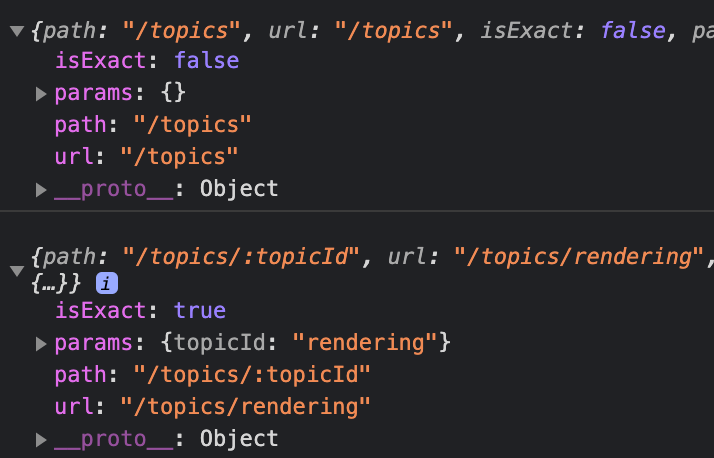 {path: "/topics", url: "/topics", isExact: false, pa
isExact: false
params: {}
path: "/topics"
url: "/topics"
__proto__: Object
{path: "/topics/:topicId", url: "/topics/rendering",
{…}} i
isExact: true
params: {topicId: "rendering"}
path: "/topics/:topicId"
url: "/topics/rendering"
__proto__: Object